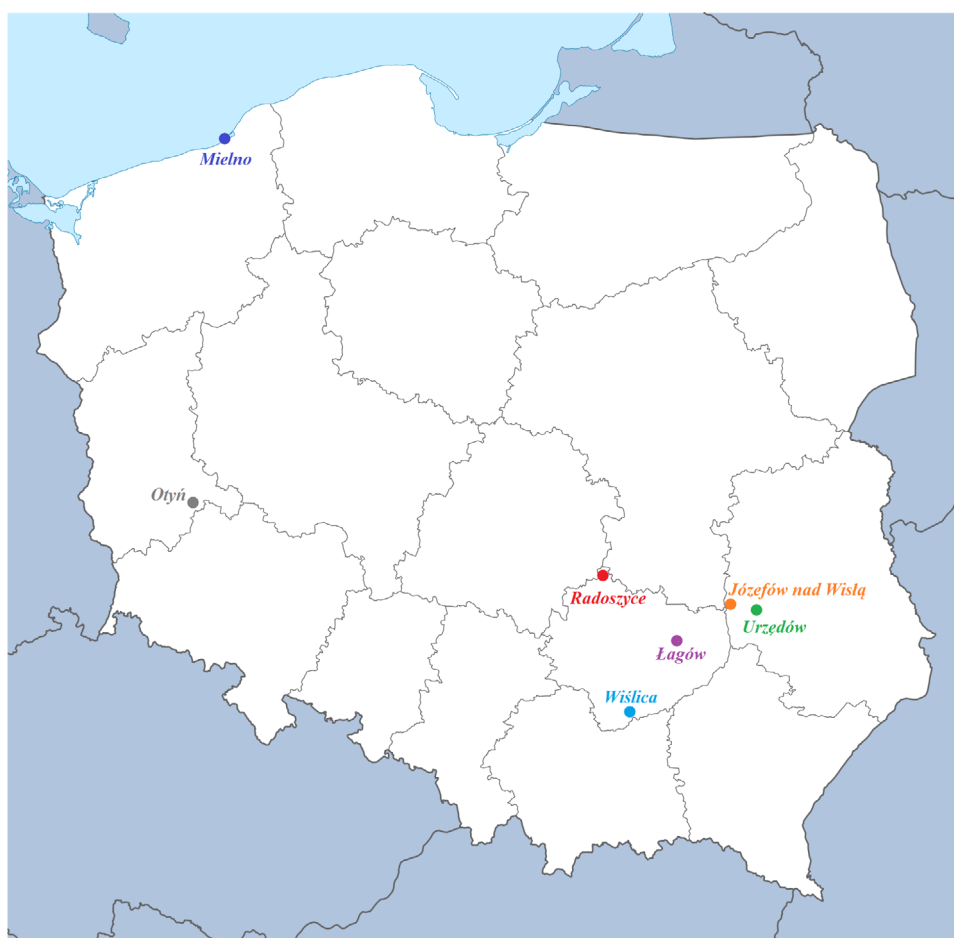 Mielno
Otyń
Radoszyce
Józefów nad Wisłą
Urzędów
Łagów
Wiślica